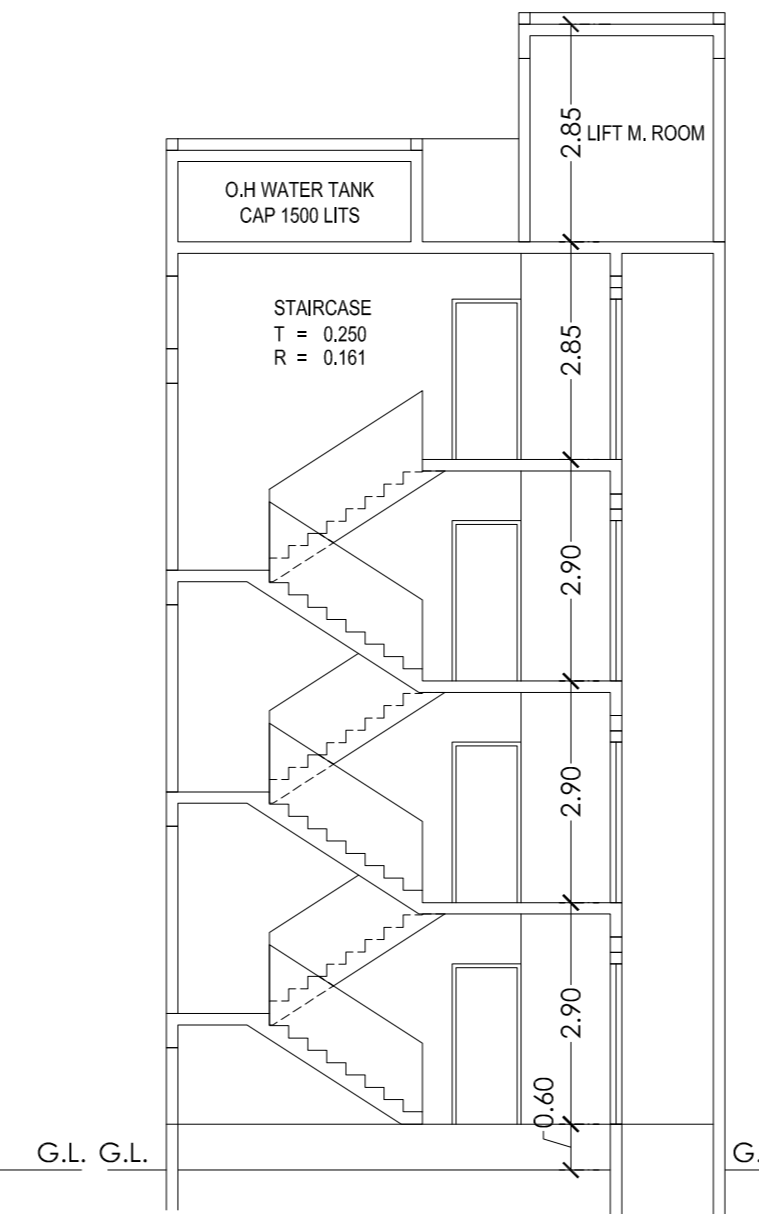 2.85
LIFT M. ROOM
O.H WATER TANK
CAP 1500 LITS
STAIRCASE
T = 0.250
R = 0.161
2.85
2.90
2.90
2.90
0.60
G.L. G.L.
G.